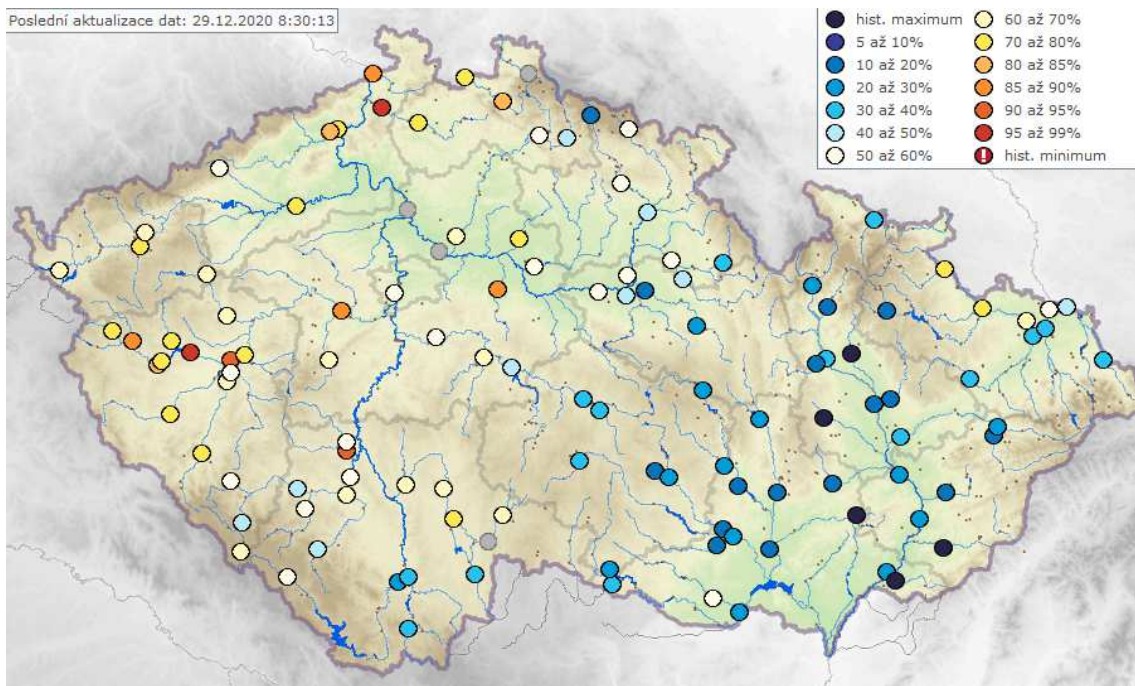 Poslední aktualizace dat: 29.12.2020 8:30:13
hist. maximum
5 až 10%
10 až 20%
20 až 30%
30 až 40%
40 až 50%
50 až 60%
60 až 70%
70 až 80%
80 až 85%
85 až 90%
90 až 95%
95 až 99%
hist. minimum